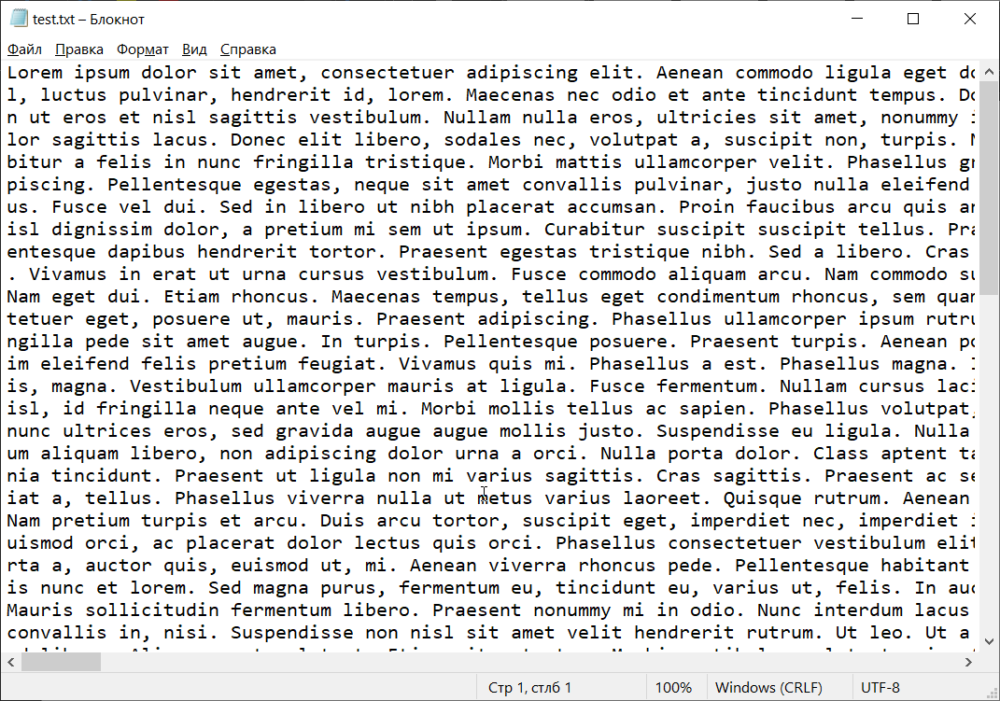 test.txt – Блокнот
Файл Правка Формат Вид Справка
Lorem ipsum dolor sit amet, consectetuer adipiscing elit. Aenean commodo ligula eget
l, luctus pulvinar, hendrerit id, lorem. Maecenas nec odio et ante tincidunt tempus.
n ut eros et nisl sagittis vestibulum. Nullam nulla eros, ultricies sit amet, nonummy
lor sagittis lacus. Donec elit libero, sodales nec, volutpat a, suscipit non, turpis.
bitur a felis in nunc fringilla tristique. Morbi mattis ullamcorper velit. Phasellus
piscing. Pellentesque egestas, neque sit amet convallis pulvinar, justo nulla eleifend
us. Fusce vel dui. Sed in libero ut nibh placerat accumsan. Proin faucibus arcu quis
isl dignissim dolor, a pretium mi sem ut ipsum. Curabitur suscipit suscipit tellus.
entesque dapibus hendrerit tortor. Praesent egestas tristique nibh. Sed a libero. Cras
. Vivamus in erat ut urna cursus vestibulum. Fusce commodo aliquam arcu. Nam commodo
Nam eget dui. Etiam rhoncus. Maecenas tempus, tellus eget condimentum rhoncus, sem
tetuer eget, posuere ut, mauris. Praesent adipiscing. Phasellus ullamcorper ipsum
ngilla pede sit amet augue. In turpis. Pellentesque posuere. Praesent turpis. Aenean
im eleifend felis pretium feugiat. Vivamus quis mi. Phasellus a est. Phasellus magna.
is, magna. Vestibulum ullamcorper mauris at ligula. Fusce fermentum. Nullam cursus
isl, id fringilla neque ante vel mi. Morbi mollis tellus ac sapien. Phasellus volutpat,
nunc ultrices eros, sed gravida augue augue mollis justo. Suspendisse eu ligula. Nulla
um aliquam libero, non adipiscing dolor urna a orci. Nulla porta dolor. Class aptent
nia tincidunt. Praesent ut ligula non mi varius sagittis. Cras sagittis. Praesent ac
iat a, tellus. Phasellus viverra nulla ut metus varius laoreet. Quisque rutrum. Aenean
Nam pretium turpis et arcu. Duis arcu tortor, suscipit eget, imperdiet nec, imperdiet
uismod orci, ac placerat dolor lectus quis orci. Phasellus consectetuer vestibulum elit
rta a, auctor quis, euismod ut, mi. Aenean viverra rhoncus pede. Pellentesque habitant
is nunc et lorem. Sed magna purus, fermentum eu, tincidunt eu, varius ut, felis. In
Mauris sollicitudin fermentum libero. Praesent nonummy mi in odio. Nunc interdum lacus
convallis in, nisi. Suspendisse non nisl sit amet velit hendrerit rutrum. Ut leo. Ut a
Стр 1, стлб 1 100% Windows (CRLF) UTF-8